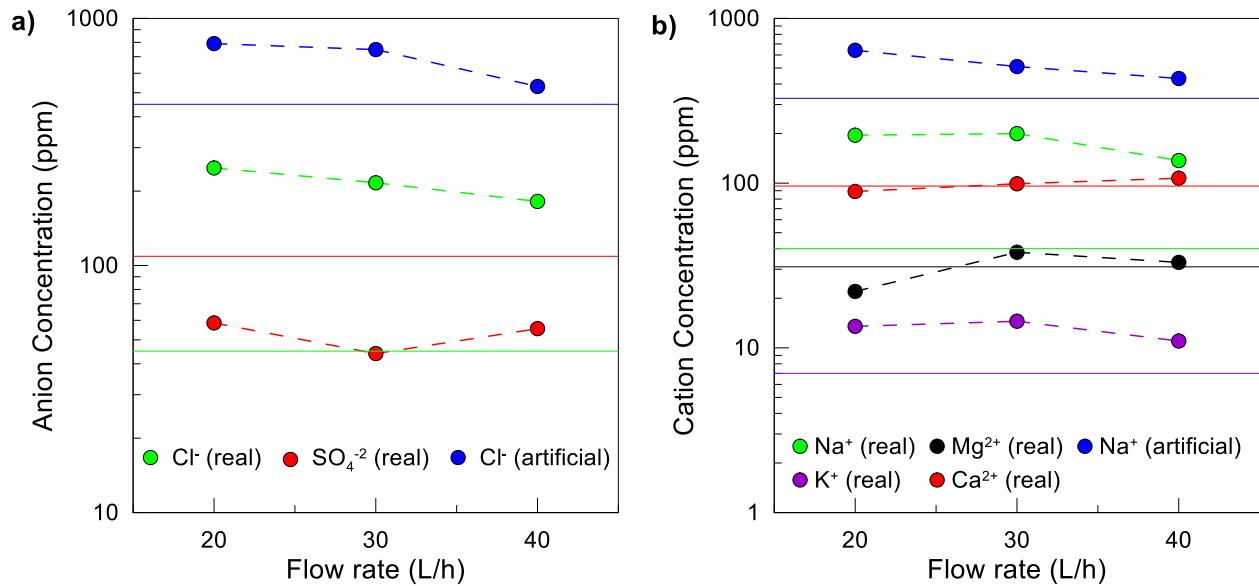 a)
Anion Concentration (ppm)
1000
100
10
Cl⁻ (real) SO₄⁻² (real) Cl⁻ (artificial)
20 30 40
Flow rate (L/h)
b)
Cation Concentration (ppm)
1000
100
10
1
Na⁺ (real) Mg²⁺ (real) Na⁺ (artificial)
K⁺ (real) Ca²⁺ (real)
20 30 40
Flow rate (L/h)